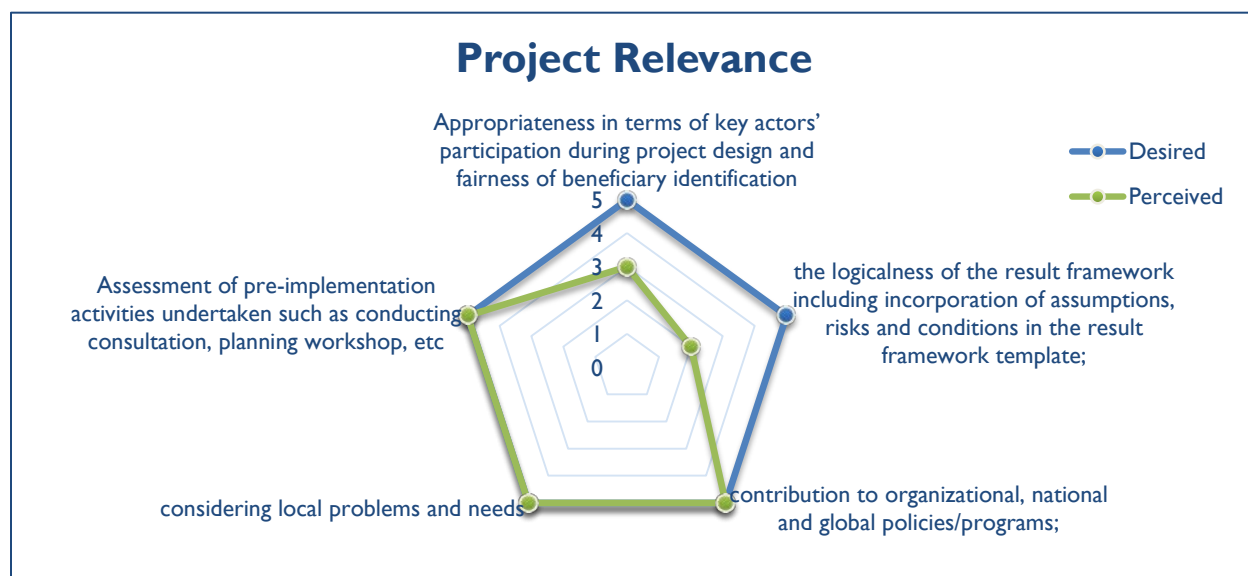 Project Relevance
Appropriateness in terms of key actors’
participation during project design and
fairness of beneficiary identification
Desired
Perceived
5
4
3
2
1
0
the logicalness of the result framework
including incorporation of assumptions,
risks and conditions in the result
framework template;
contribution to organizational, national
and global policies/programs;
considering local problems and needs
Assessment of pre-implementation
activities undertaken such as conducting
consultation, planning workshop, etc